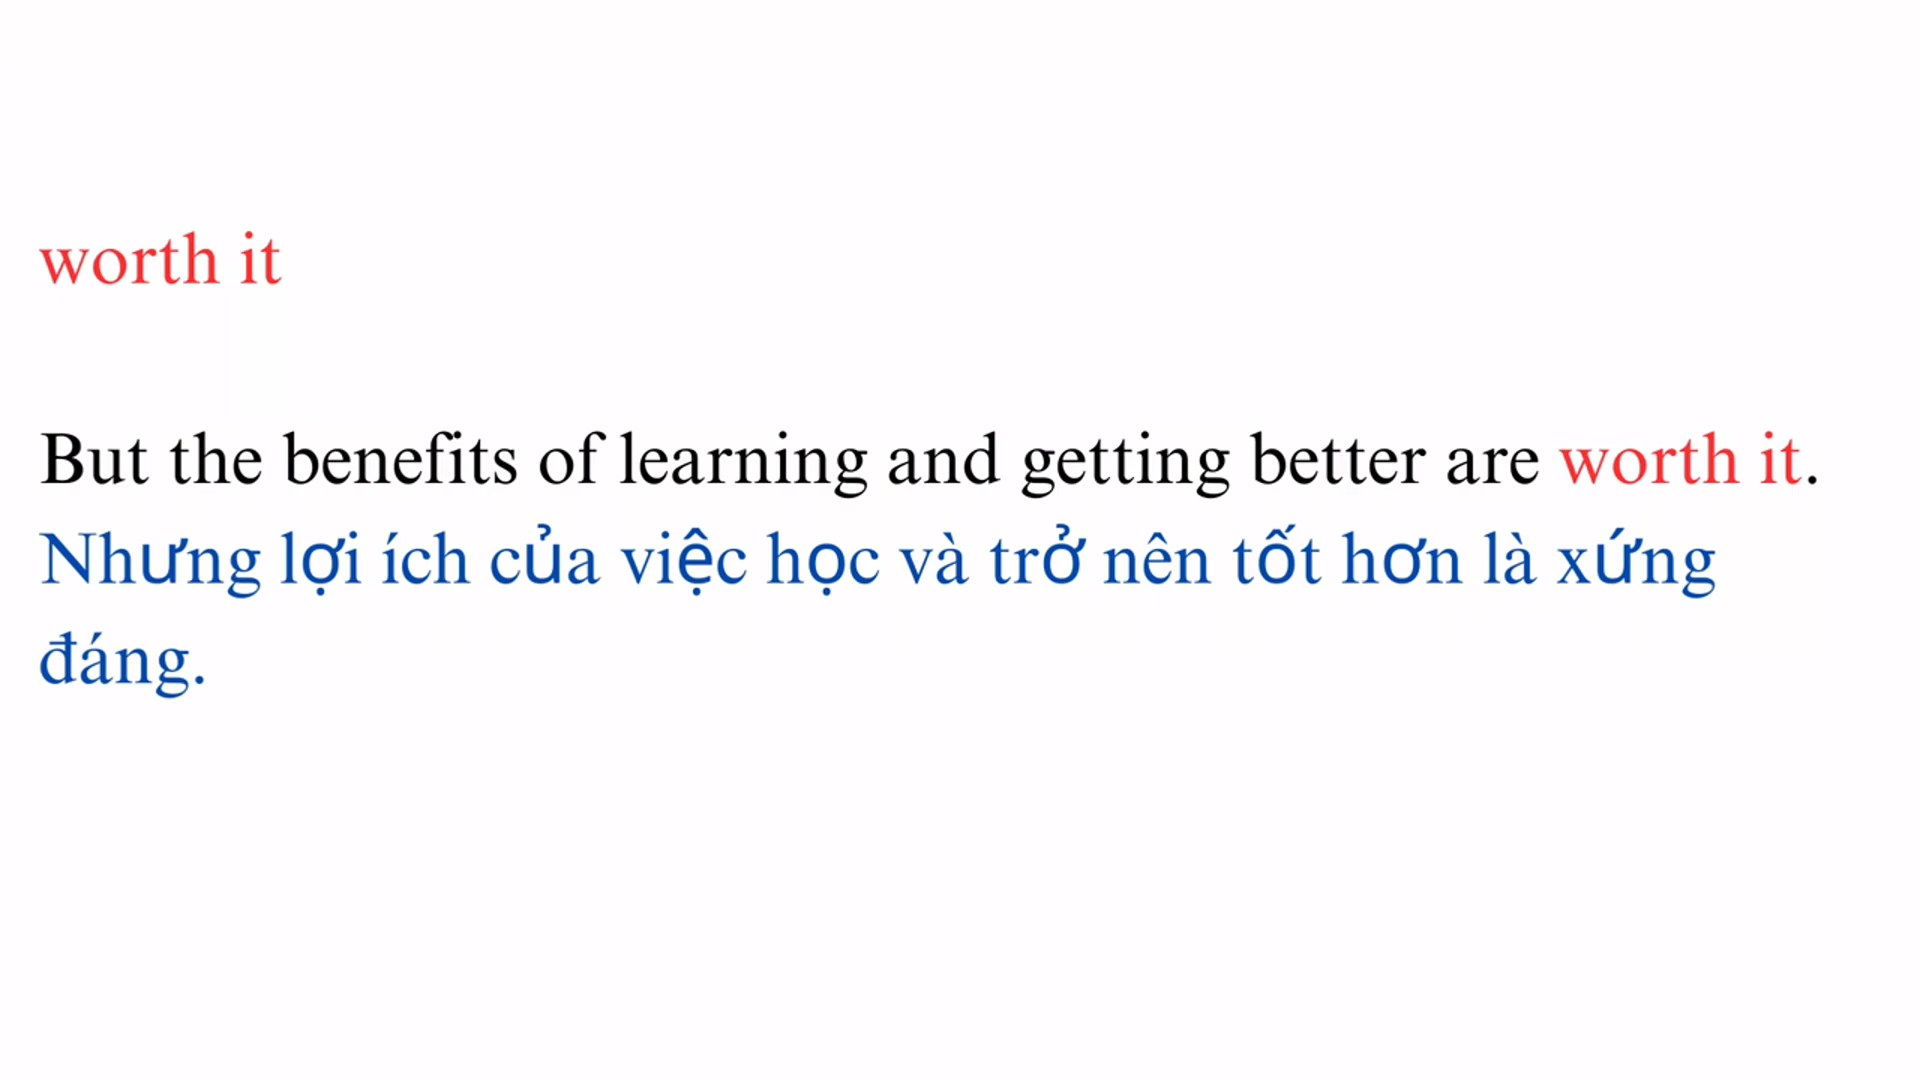 worth it
But the benefits of learning and getting better are worth it.
Nhưng lợi ích của việc học và trở nên tốt hơn là xứng
đáng.